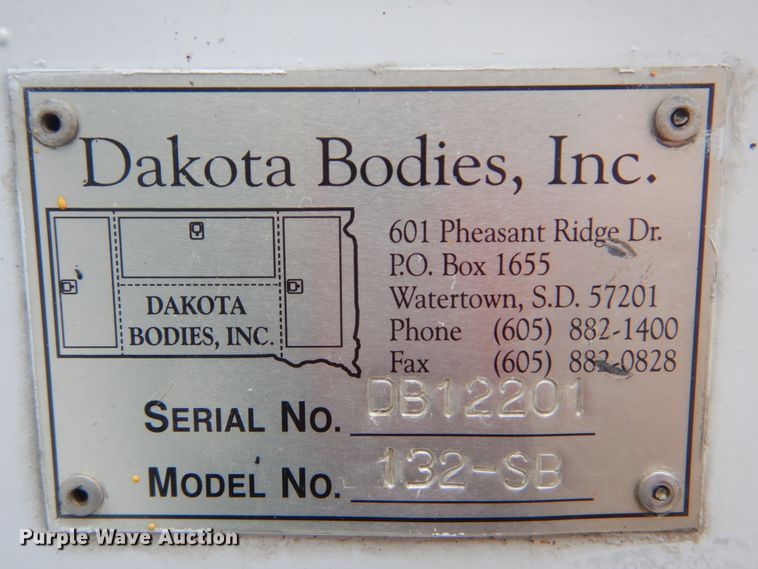 Dakota Bodies, Inc.
DAKOTA
BODIES, INC.
601 Pheasant Ridge Dr.
P.O. Box 1655
Watertown, S.D. 57201
Phone (605) 882-1400
Fax (605) 882-0828
SERIAL NO. DB12201
MODEL NO. 132-SB
Purple Wave Auction